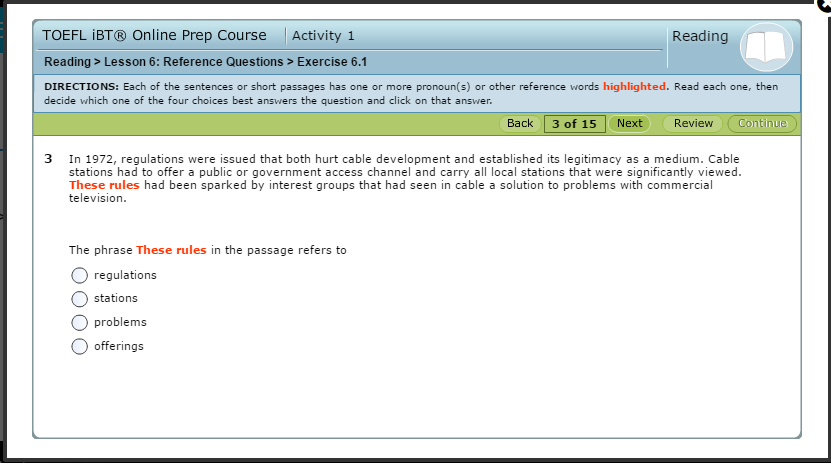 TOEFL iBT® Online Prep Course Activity 1 Reading
Reading > Lesson 6: Reference Questions > Exercise 6.1
DIRECTIONS: Each of the sentences or short passages has one or more pronoun(s) or other reference words highlighted. Read each one, then
decide which one of the four choices best answers the question and click on that answer.
Back 3 of 15 Next Review Continue
3 In 1972, regulations were issued that both hurt cable development and established its legitimacy as a medium. Cable
stations had to offer a public or government access channel and carry all local stations that were significantly viewed.
These rules had been sparked by interest groups that had seen in cable a solution to problems with commercial
television.
The phrase These rules in the passage refers to
regulations
stations
problems
offerings